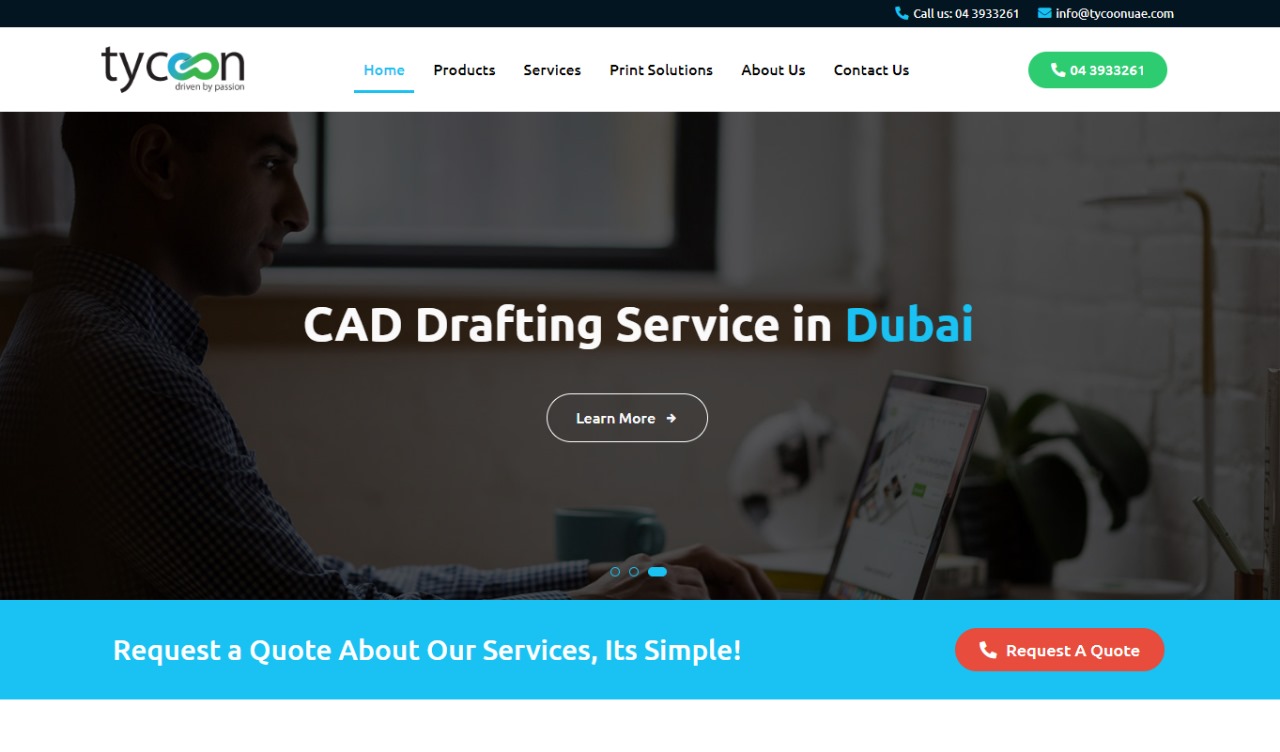 Call us: 04 3933261 info@tycoonuae.com
tycoon
driven by passion
Home Products Services Print Solutions About Us Contact Us
04 3933261
CAD Drafting Service in Dubai
Learn More
Request a Quote About Our Services, Its Simple!
Request A Quote